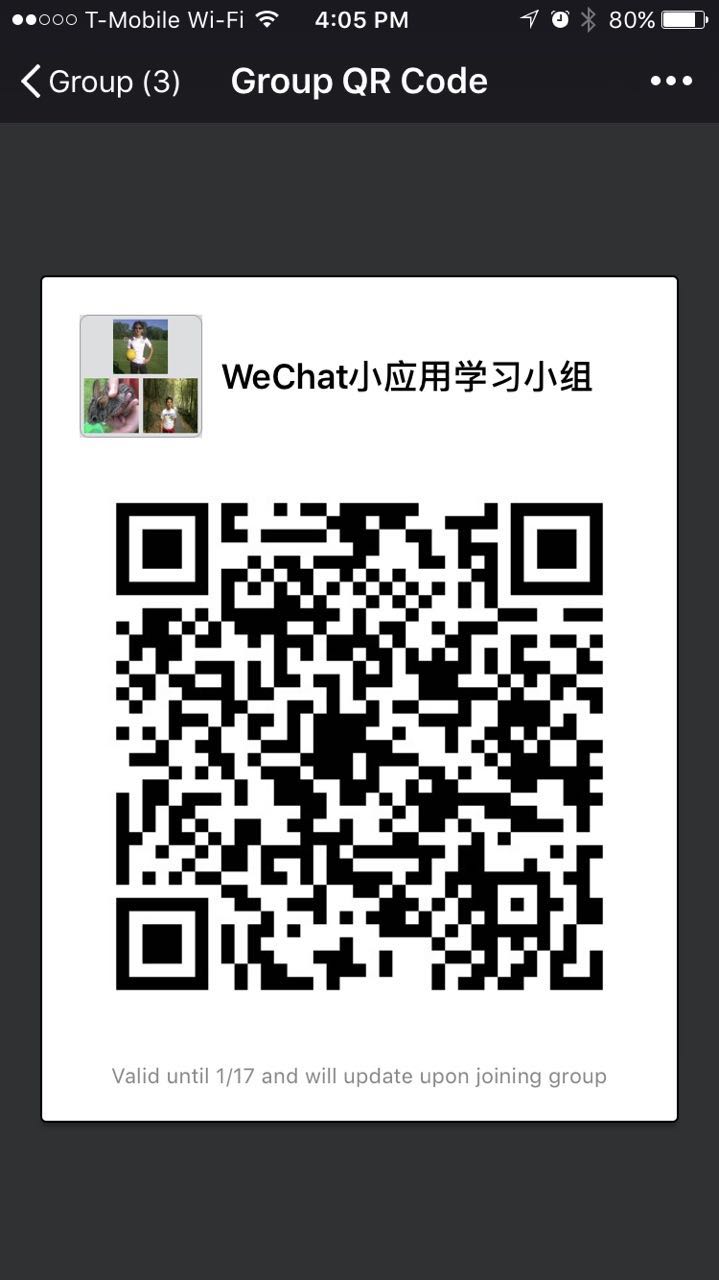 ●●○○○ T-Mobile Wi-Fi 4:05 PM 80%
Group (3) Group QR Code
WeChat小应用学习小组
Valid until 1/17 and will update upon joining group